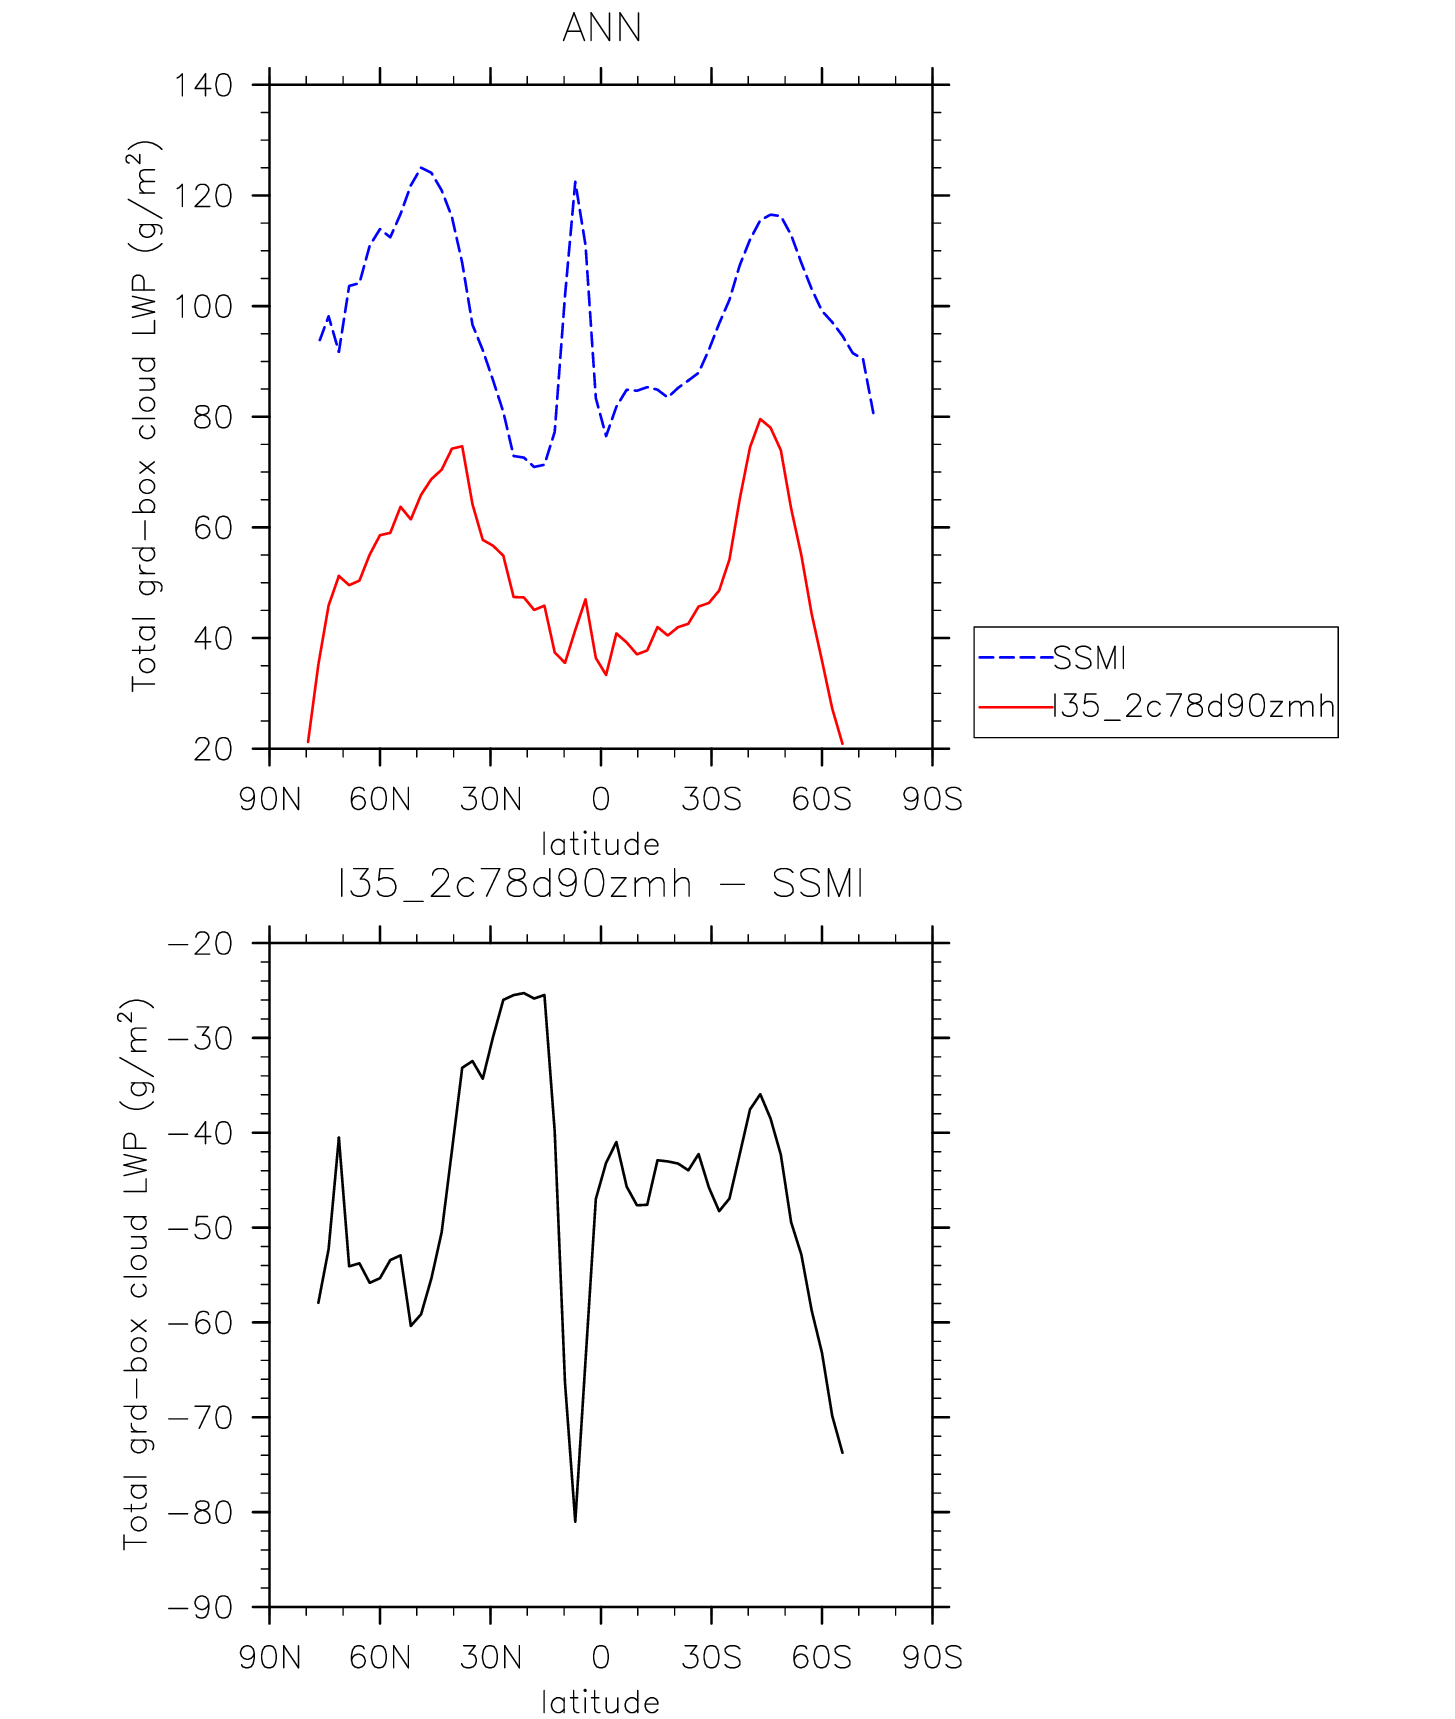 ANN
Total grd-box cloud LWP (g/m²)
140
120
100
80
60
40
20
90N 60N 30N 0 30S 60S 90S
latitude
SSMI
I35_2c78d90zmh
I35_2c78d90zmh - SSMI
Total grd-box cloud LWP (g/m²)
-20
-30
-40
-50
-60
-70
-80
-90
90N 60N 30N 0 30S 60S 90S
latitude